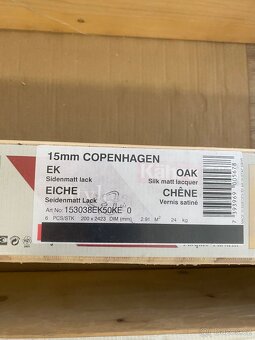 15mm COPENHAGEN
EK
Sidenmatt lack
OAK
Silk matt lacquer
EICHE
Seidenmatt Lack
CHÊNE
Vernis satiné
Art.No: 153038EK50KE 0
6 PCS/STK 200 x 2423 DIM (mm) 2.91 M² 24 kg